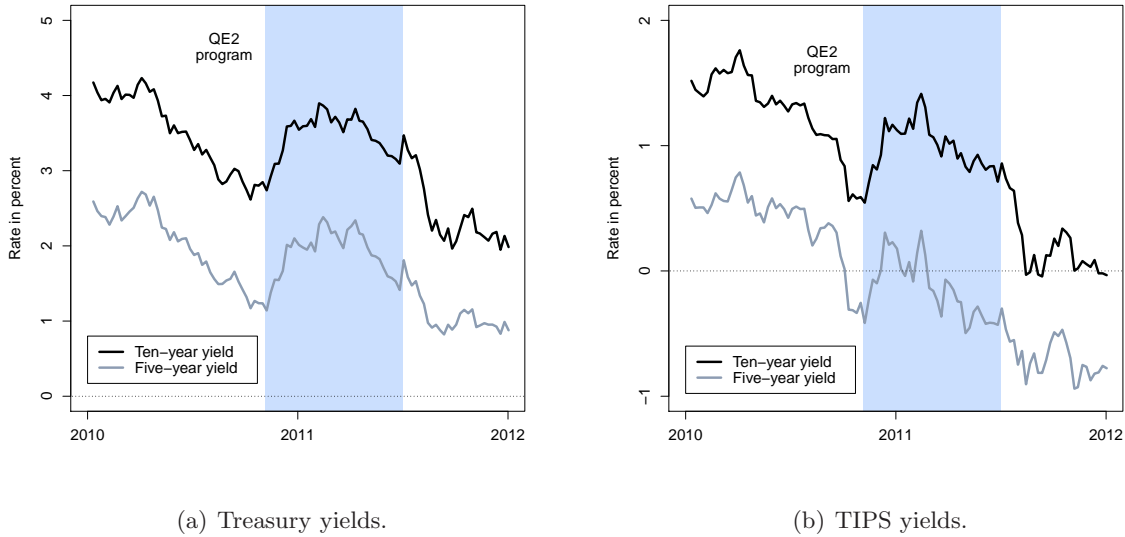 QE2
program
Rate in percent
5
4
3
2
1
0
2010
2011
2012
Ten−year yield
Five−year yield
(a) Treasury yields.
QE2
program
Rate in percent
2
1
0
−1
2010
2011
2012
Ten−year yield
Five−year yield
(b) TIPS yields.